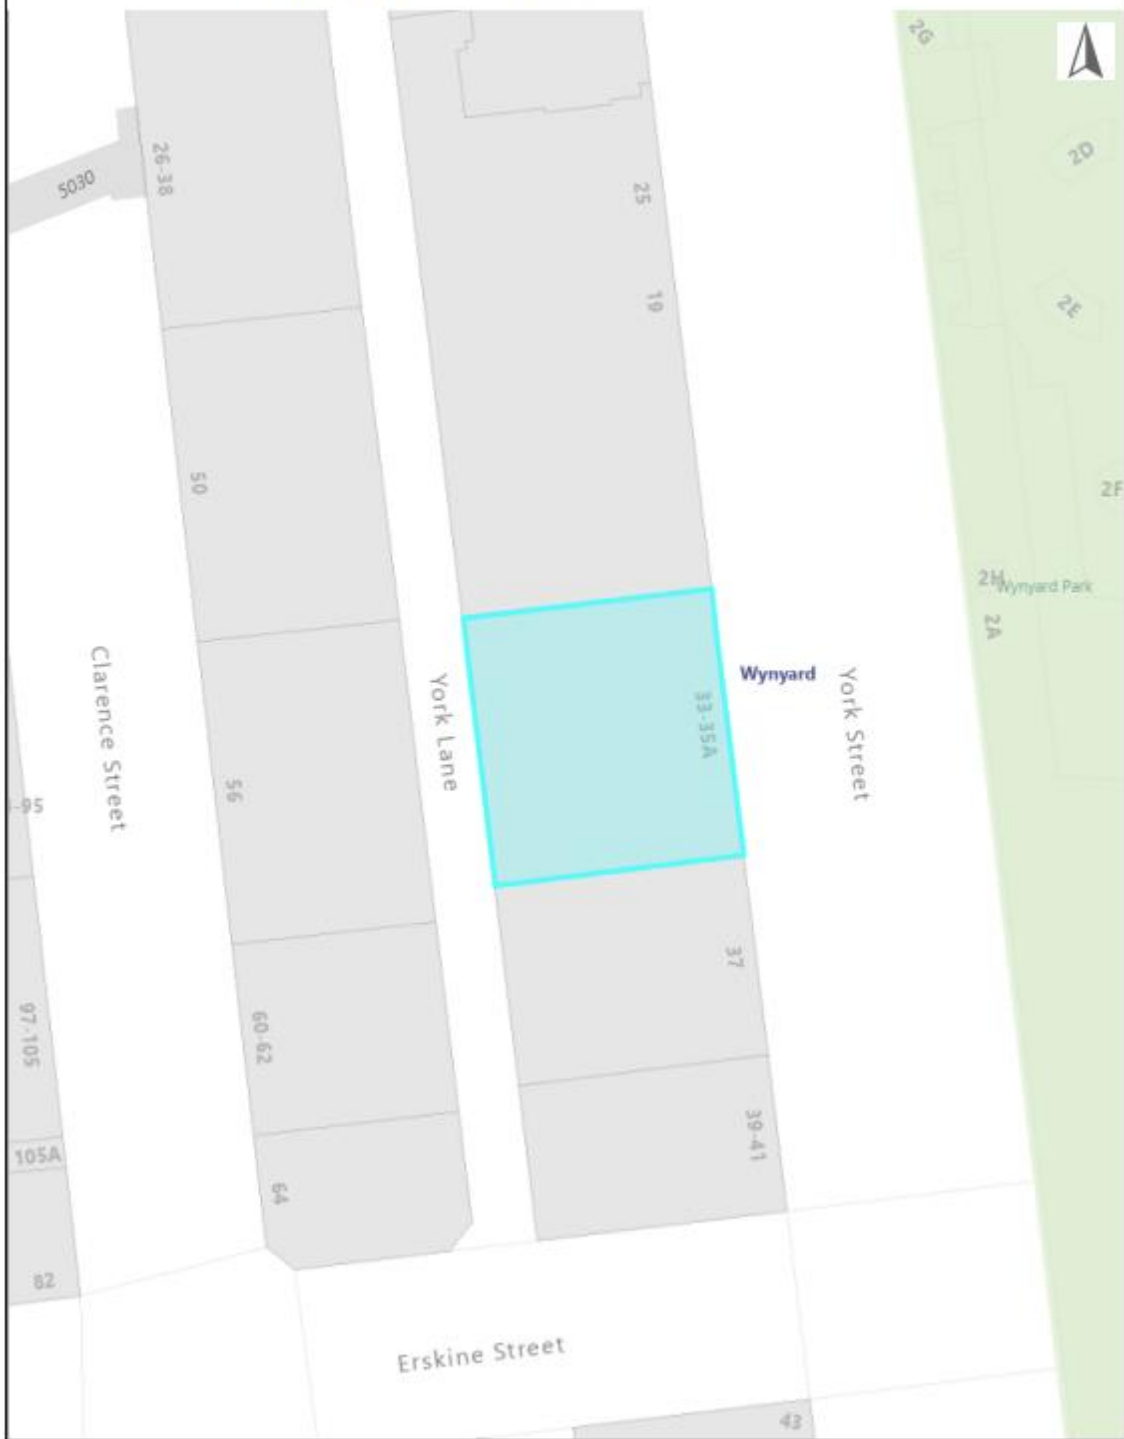 2G
2D
26-38
5030
25
19
2E
50
2F
2H
Wynyard Park
2A
Clarence Street
York Lane
Wynyard
York Street
33-35A
56
-95
37
97-105
60-62
39-41
105A
64
82
Erskine Street
43